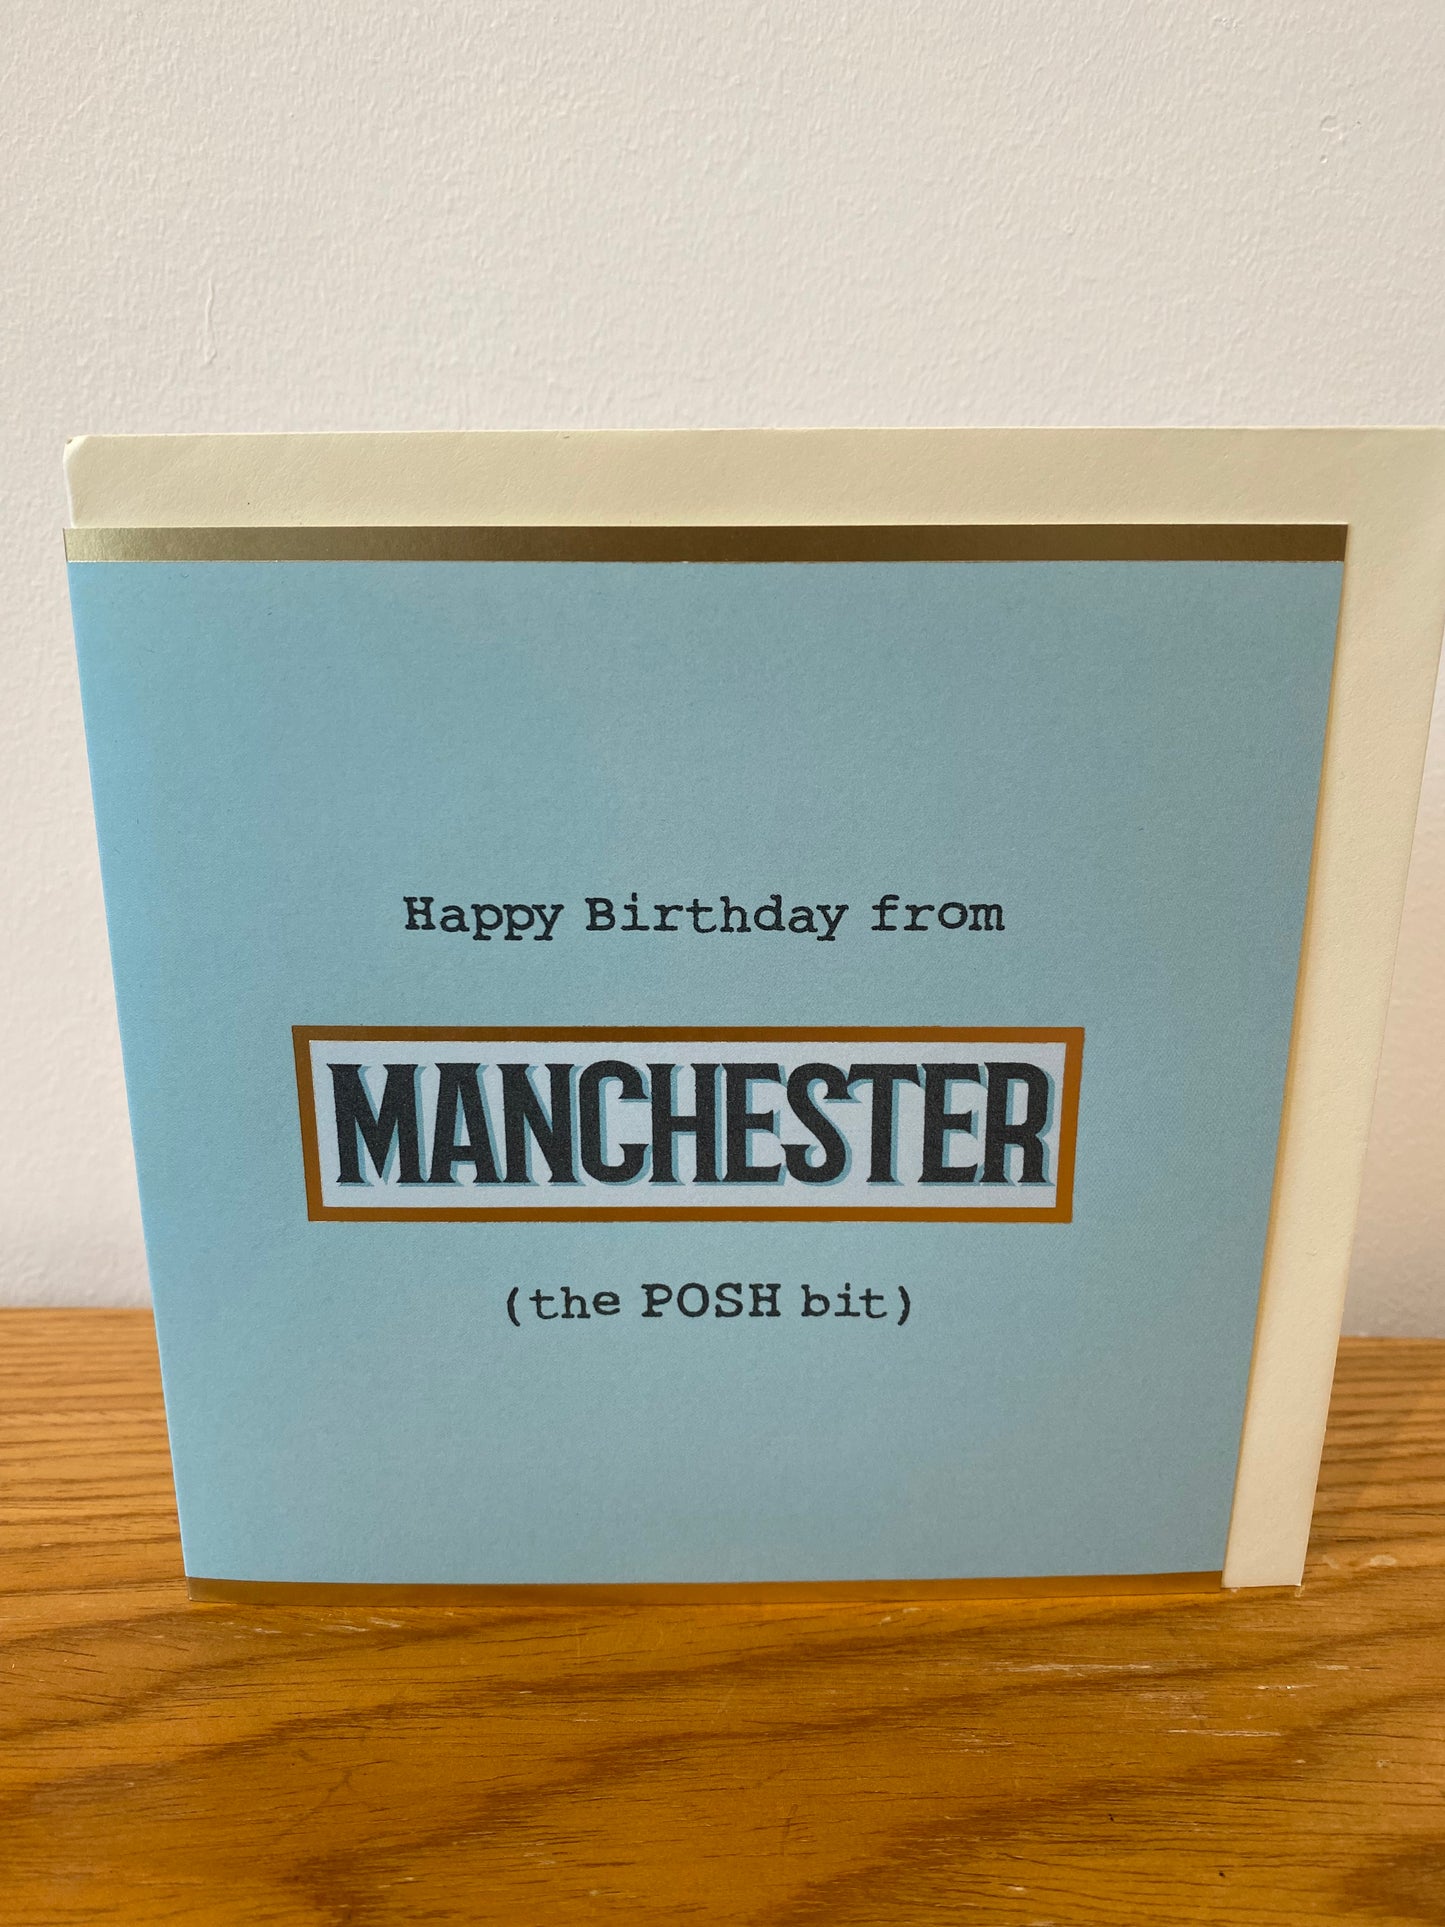 Happy Birthday from
MANCHESTER
(the POSH bit)